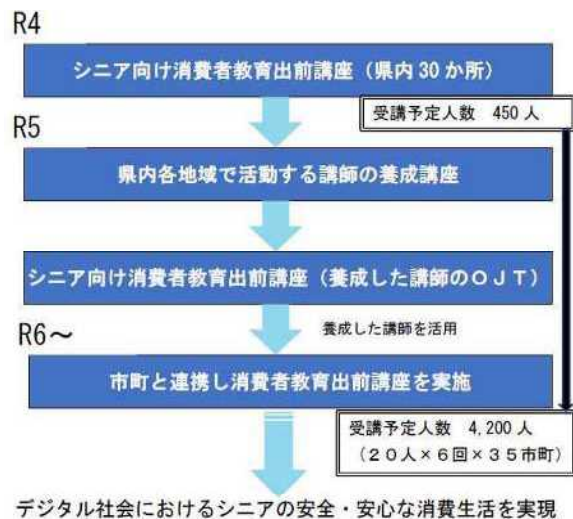 R4
シニア向け消費者教育出前講座（県内30か所）
受講予定人数 450人
R5
県内各地域で活動する講師の養成講座
シニア向け消費者教育出前講座（養成した講師のＯＪＴ）
養成した講師を活用
R6～
市町と連携し消費者教育出前講座を実施
受講予定人数 4,200人
（２０人×６回×３５市町）
デジタル社会におけるシニアの安全・安心な消費生活を実現